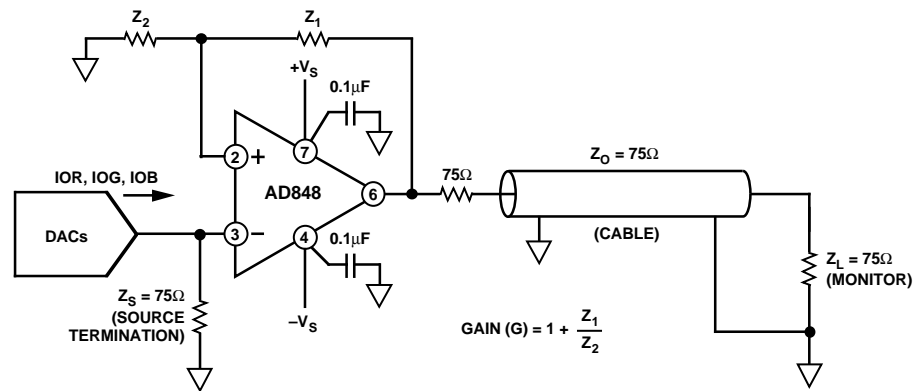 Z2
Z1
+VS
0.1µF
7
2
+
IOR, IOG, IOB
AD848
6
75Ω
ZO = 75Ω
DACs
3
–
4
0.1µF
(CABLE)
ZL = 75Ω
(MONITOR)
ZS = 75Ω
(SOURCE
TERMINATION)
–VS
GAIN (G) = 1 + Z1/Z2